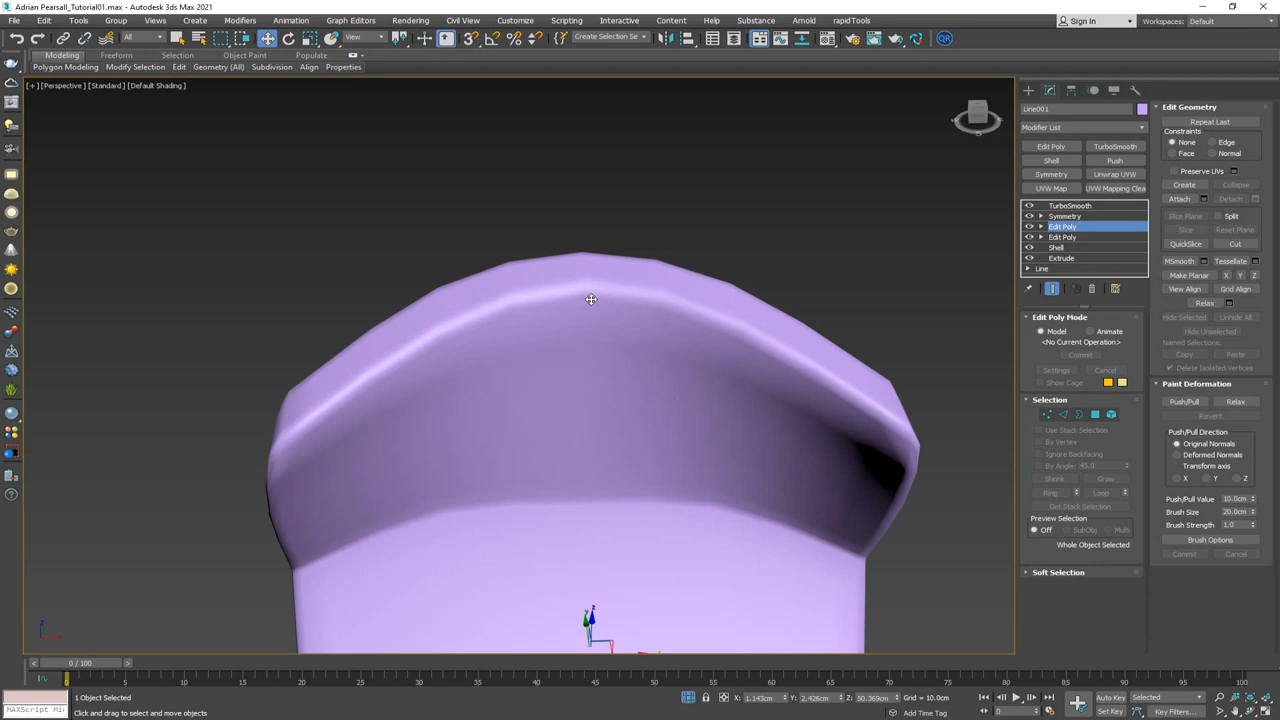 Adrian Pearsall_Tutorial01.max - Autodesk 3ds Max 2021
File Edit Tools Group Views Create Modifiers Animation Graph Editors Rendering Civil View Customize Scripting Interactive Content Help Substance Arnold rapidTools
Sign In Workspaces: Default
All View Create Selection Se QR
Modeling Freeform Selection Object Paint Populate
Polygon Modeling Modify Selection Edit Geometry (All) Subdivision Align Properties
[+] [Perspective] [Standard] [Default Shading]
Line001
Modifier List
Edit Poly TurboSmooth
Shell Push
Symmetry Unwrap UVW
UVW Map UVW Mapping Clea
TurboSmooth
Symmetry
Edit Poly
Edit Poly
Shell
Extrude
Line
Edit Poly Mode
Model Animate
<No Current Operation>
Commit
Settings Cancel
Show Cage
Selection
Use Stack Selection
By Vertex
Ignore Backfacing
By Angle: 45.0
Shrink Grow
Ring Loop
Get Stack Selection
Preview Selection
Off SubObj Multi
Whole Object Selected
Soft Selection
Edit Geometry
Repeat Last
Constraints
None Edge
Face Normal
Preserve UVs
Create Collapse
Attach Detach
Slice Plane Split
Slice Reset Plane
QuickSlice Cut
MSmooth Tessellate
Make Planar X Y Z
View Align Grid Align
Relax
Hide Selected Unhide All
Hide Unselected
Named Selections:
Copy Paste
Delete Isolated Vertices
Paint Deformation
Push/Pull Relax
Revert
Push/Pull Direction
Original Normals
Deformed Normals
Transform axis
X Y Z
Push/Pull Value 10.0cm
Brush Size 20.0cm
Brush Strength 1.0
Brush Options
Commit Cancel
< 0 / 100 >
0 5 10 15 20 25 30 35 40 45 50 55 60 65 70 75 80 85 90 95 100
1 Object Selected
X: 1.143cm Y: 2.426cm Z: 50.369cm Grid = 10.0cm
Auto Key Selected
MAXScript Mi
Click and drag to select and move objects
Add Time Tag
0
Set Key Key Filters...